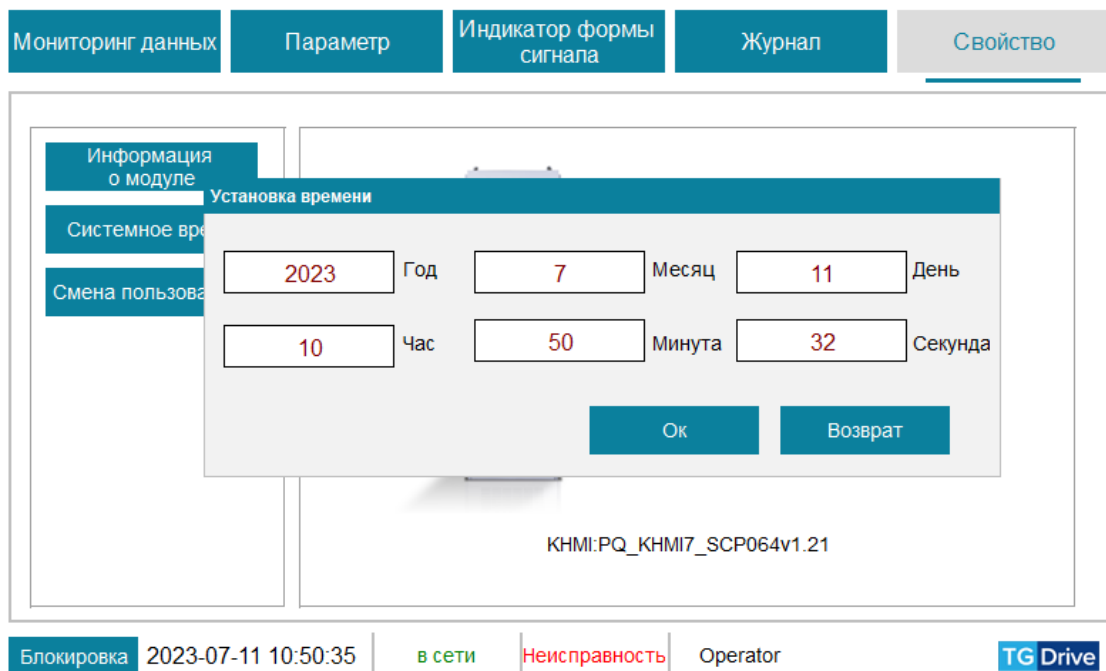 Мониторинг данных
Параметр
Индикатор формы
сигнала
Журнал
Свойство
Информация
о модуле
Системное вре
Смена пользова
Установка времени
2023 Год 7 Месяц 11 День
10 Час 50 Минута 32 Секунда
Ок Возврат
KHMI:PQ_KHMI7_SCP064v1.21
Блокировка 2023-07-11 10:50:35 в сети Неисправность Operator TG Drive